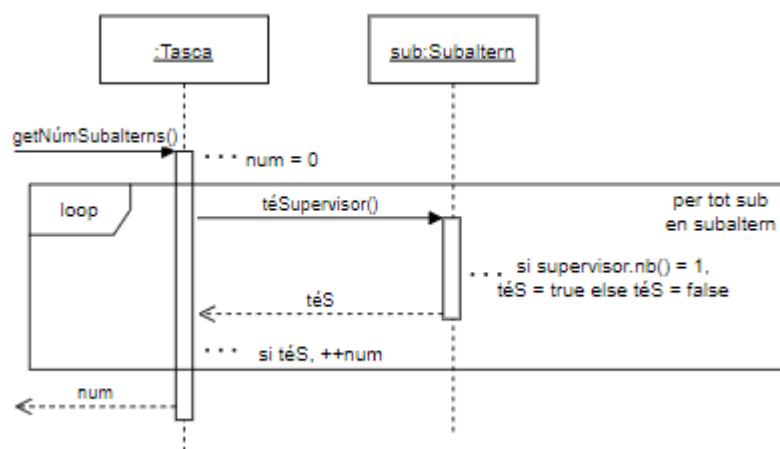 :Tasca
sub:Subaltern
getNúmSubalterns()
num = 0
loop
per tot sub
en subaltern
téSupervisor()
si supervisor.nb() = 1,
téS = true else téS = false
téS
si téS, ++num
num